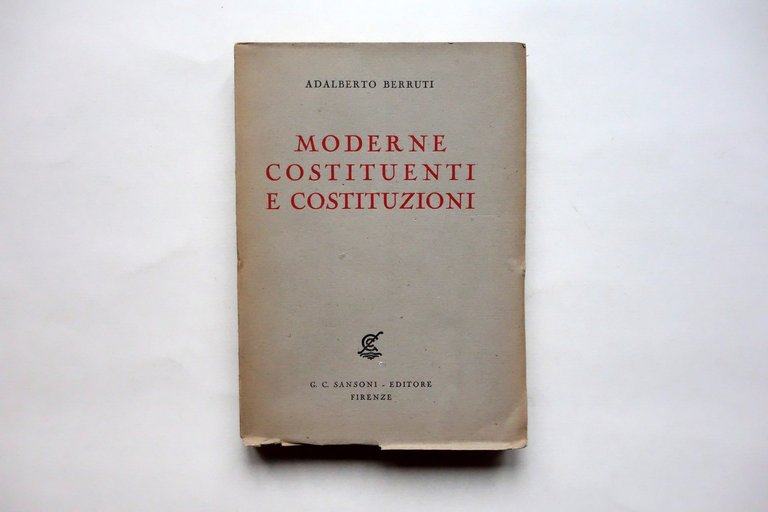 ADALBERTO BERRUTI
MODERNE
COSTITUENTI
E COSTITUZIONI
G. C. SANSONI - EDITORE
FIRENZE